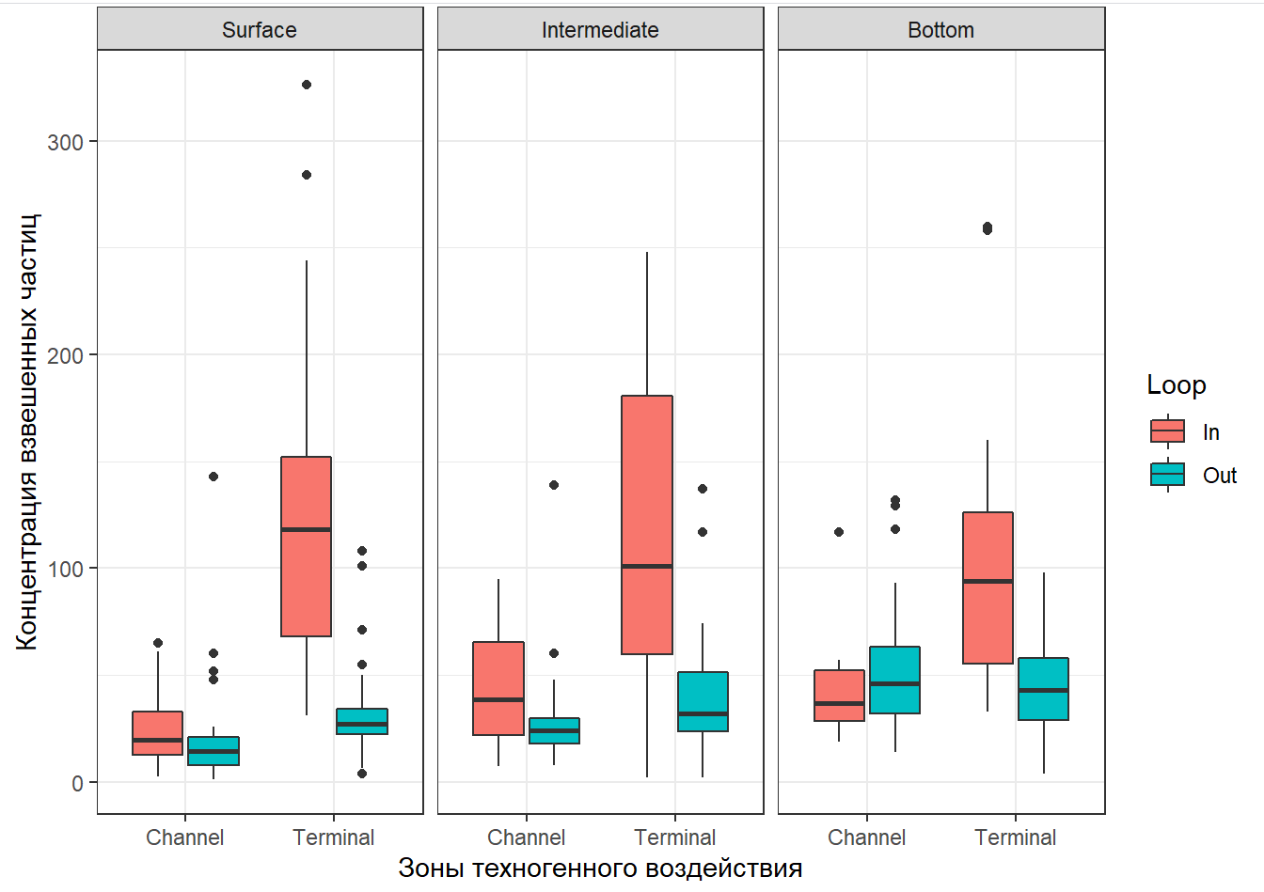 Surface Intermediate Bottom
300
200
100
0
Концентрация взвешенных частиц
Channel Terminal Channel Terminal Channel Terminal
Зоны техногенного воздействия
Loop
In
Out